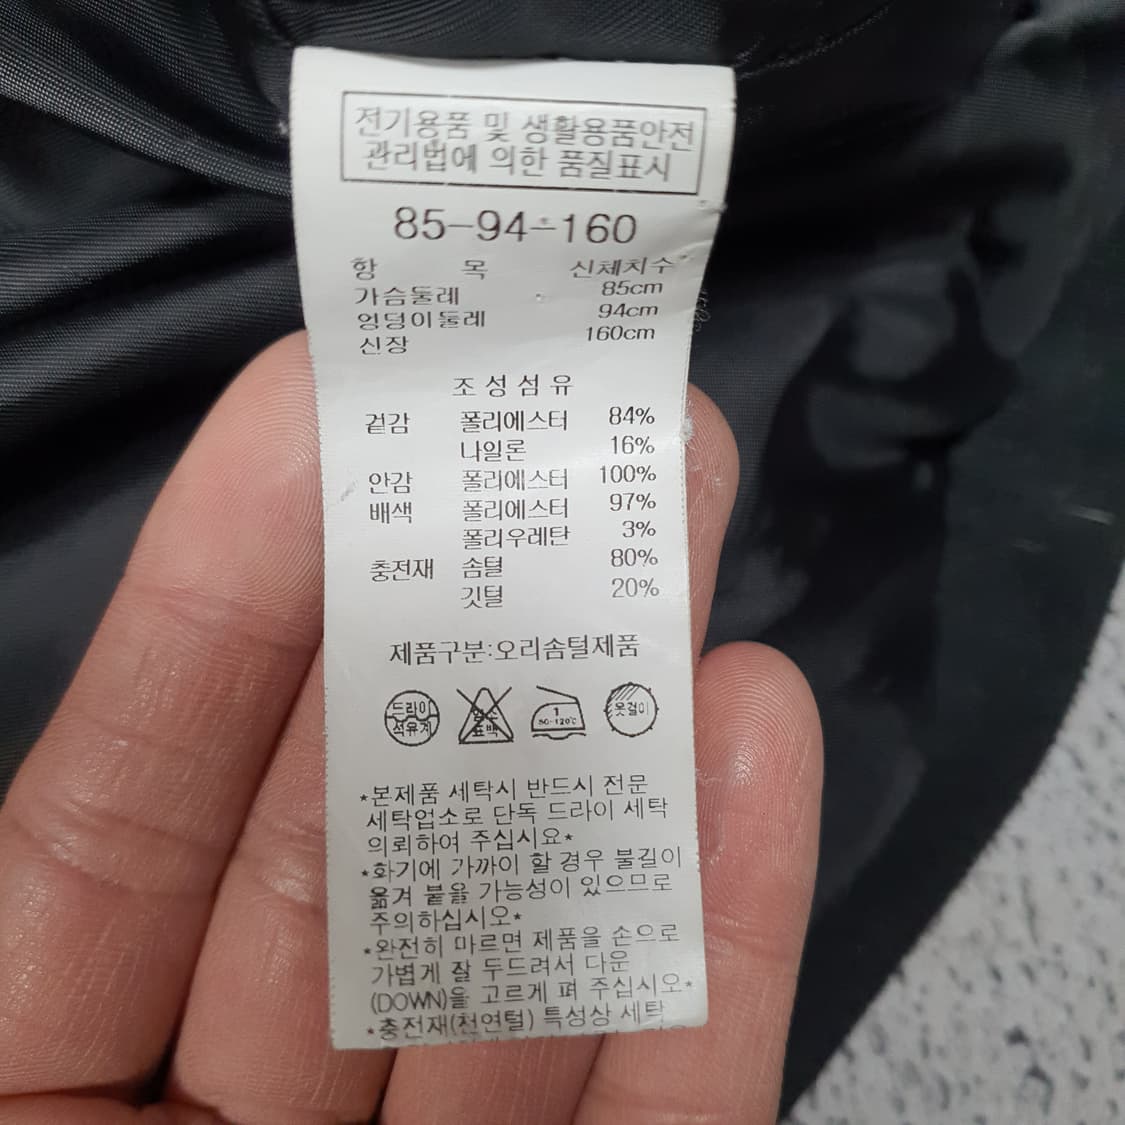 전기용품 및 생활용품안전
관리법에 의한 품질표시
85-94-160
항 목 신체치수
가슴둘레 85cm
엉덩이둘레 94cm
신장 160cm
조성섬유
겉감 폴리에스터 84%
나일론 16%
안감 폴리에스터 100%
배색 폴리에스터 97%
폴리우레탄 3%
충전재 솜털 80%
깃털 20%
제품구분:오리솜털제품
드라이 염소 1 옷걸이
석유계 표백 80-120℃
*본제품 세탁시 반드시 전문
세탁업소로 단독 드라이 세탁
의뢰하여 주십시요*
*화기에 가까이 할 경우 불길이
옮겨 붙을 가능성이 있으므로
주의하십시오*
*완전히 마르면 제품을 손으로
가볍게 잘 두드려서 다운
(DOWN)을 고르게 펴 주십시오*
*충전재(천연털) 특성상 세탁